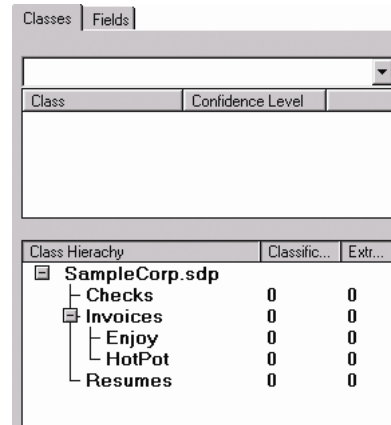 Classes Fields
Class Confidence Level
Class Hierachy Classific... Extr...
SampleCorp.sdp
Checks 0 0
Invoices 0 0
Enjoy 0 0
HotPot 0 0
Resumes 0 0